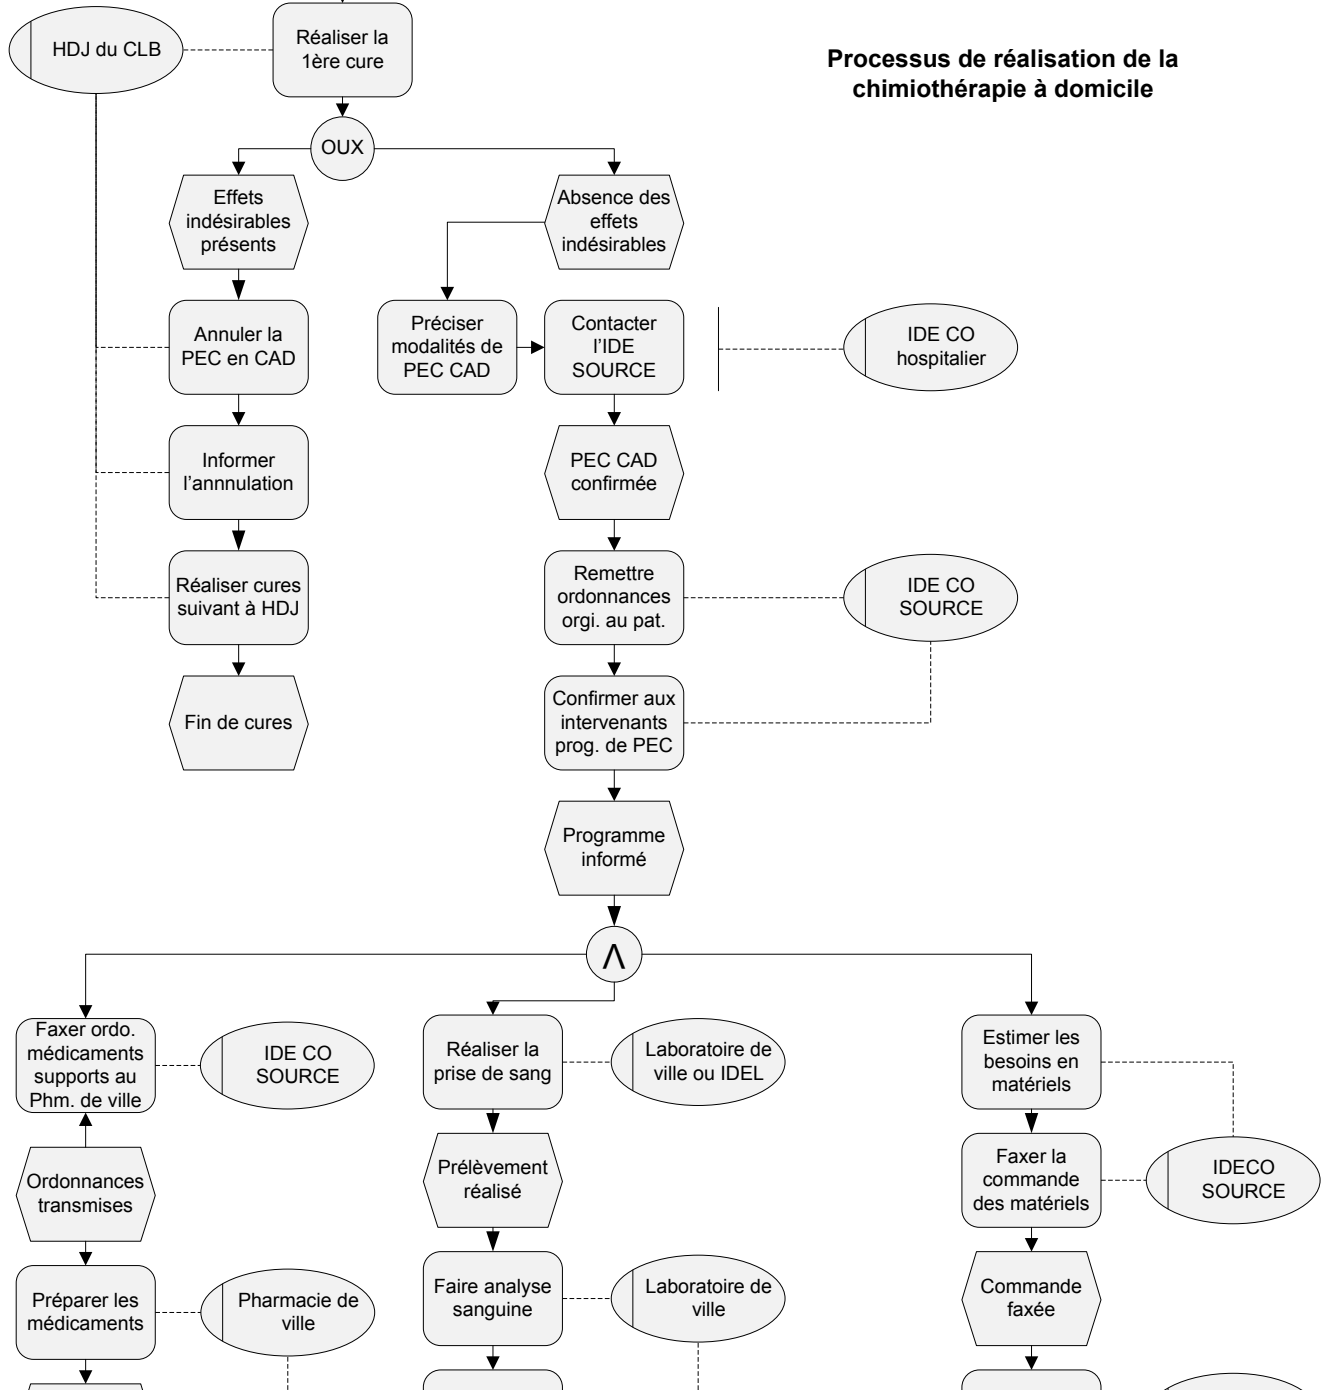 HDJ du CLB
Réaliser la
1ère cure
Processus de réalisation de la
chimiothérapie à domicile
OUX
Effets
indésirables
présents
Absence des
effets
indésirables
Annuler la
PEC en CAD
Préciser
modalités de
PEC CAD
Contacter
l'IDE
SOURCE
IDE CO
hospitalier
Informer
l'annnulation
PEC CAD
confirmée
Réaliser cures
suivant à HDJ
Remettre
ordonnances
orgi. au pat.
IDE CO
SOURCE
Fin de cures
Confirmer aux
intervenants
prog. de PEC
Programme
informé
Λ
Faxer ordo.
médicaments
supports au
Phm. de ville
IDE CO
SOURCE
Réaliser la
prise de sang
Laboratoire de
ville ou IDEL
Estimer les
besoins en
matériels
Ordonnances
transmises
Prélèvement
réalisé
Faxer la
commande
des matériels
IDECO
SOURCE
Préparer les
médicaments
Pharmacie de
ville
Faire analyse
sanguine
Laboratoire de
ville
Commande
faxée